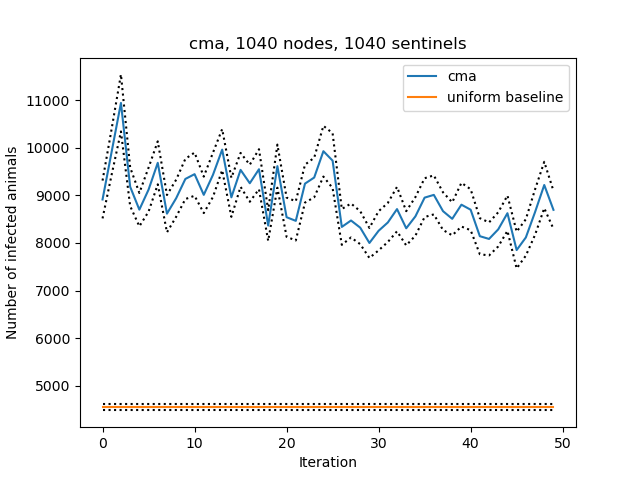 cma, 1040 nodes, 1040 sentinels
cma
uniform baseline
Number of infected animals
11000
10000
9000
8000
7000
6000
5000
0 10 20 30 40 50
Iteration